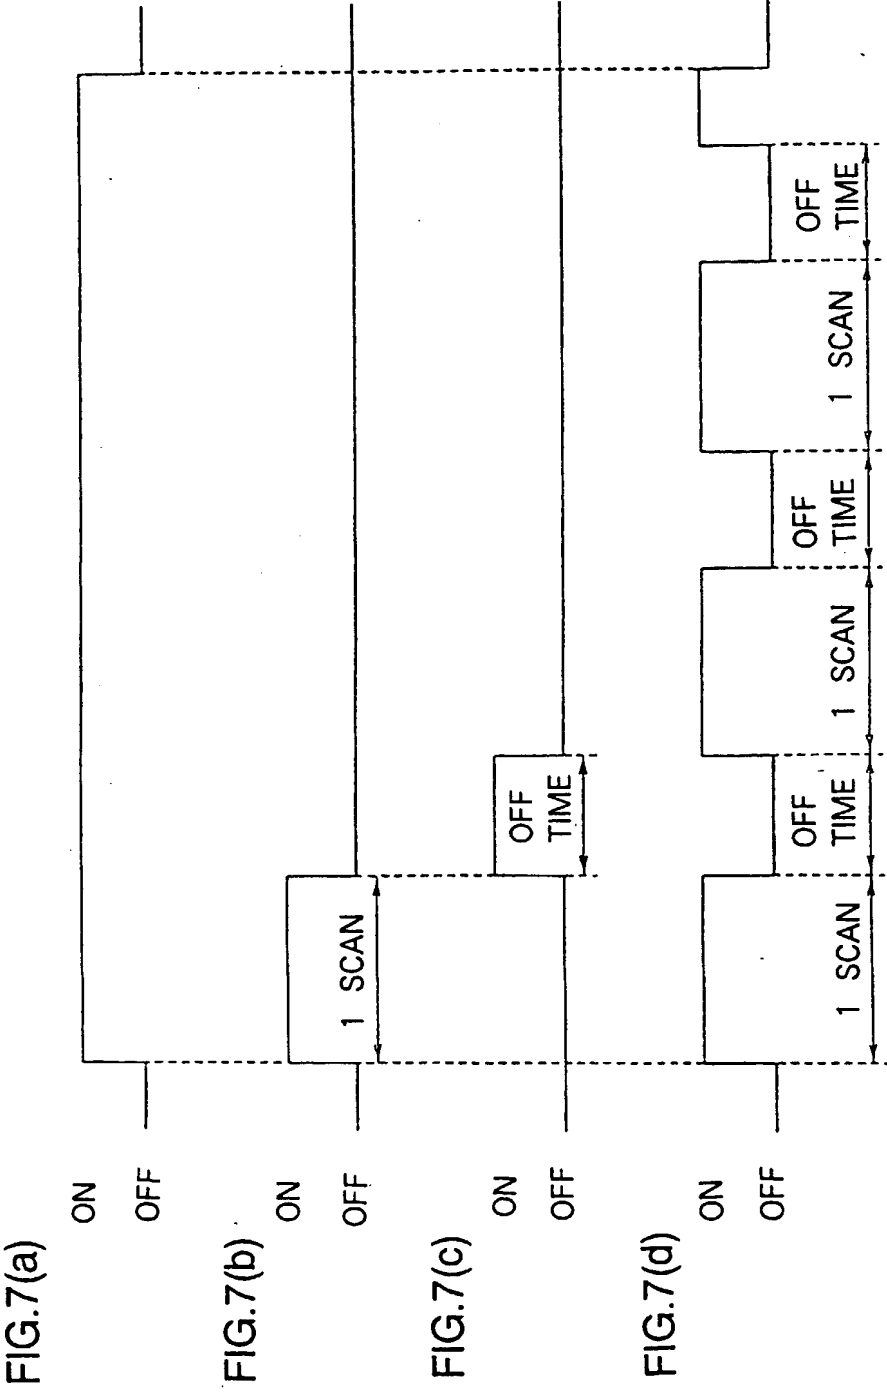 FIG.7(a)
ON
OFF
FIG.7(b)
ON
OFF
1 SCAN
FIG.7(c)
ON
OFF
OFF
TIME
FIG.7(d)
ON
OFF
1 SCAN
OFF
TIME
1 SCAN
OFF
TIME
1 SCAN
OFF
TIME